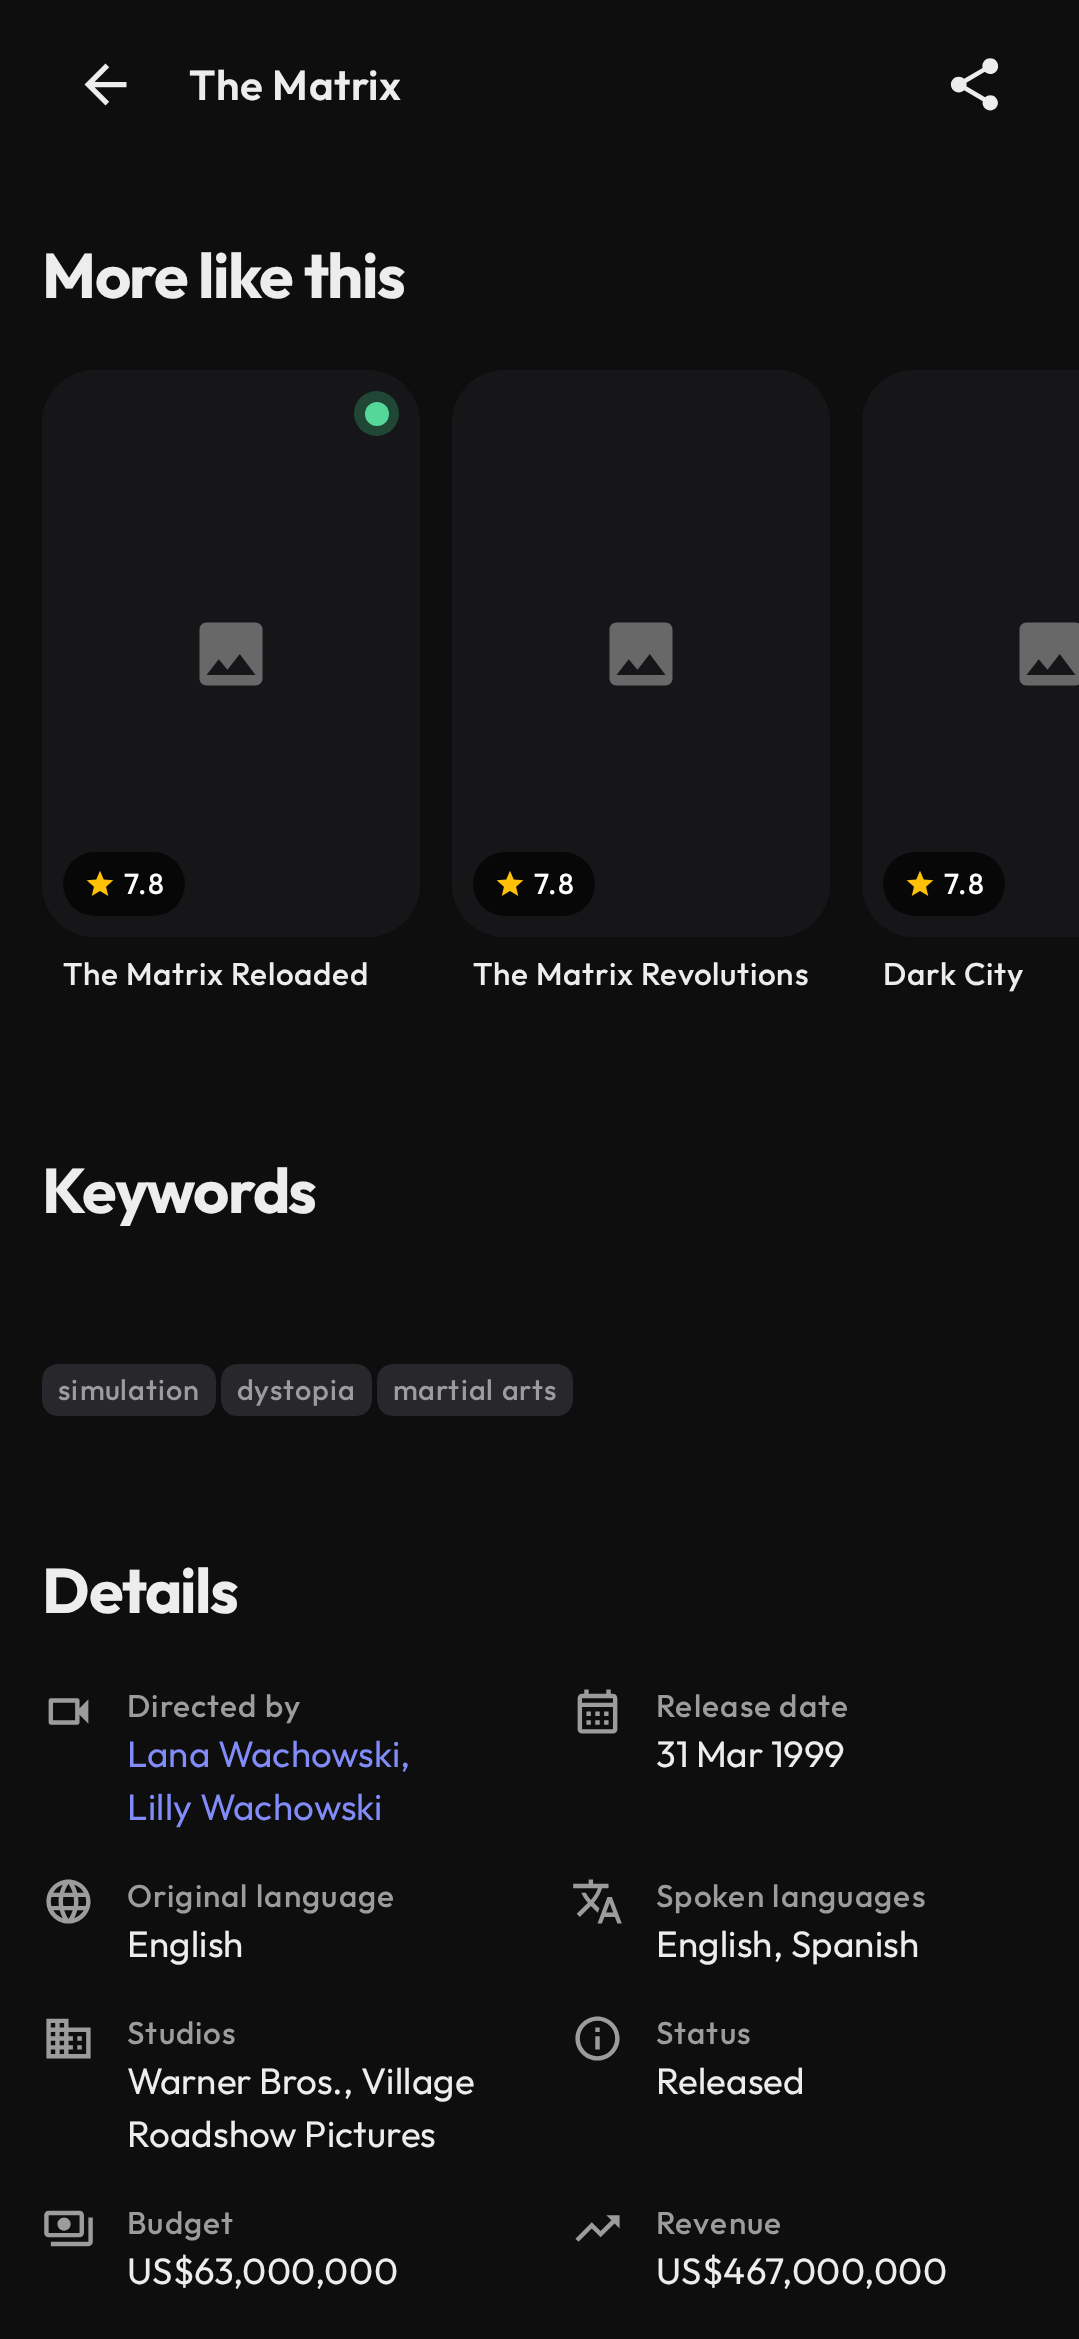 The Matrix
More like this
7.8
7.8
7.8
The Matrix Reloaded
The Matrix Revolutions
Dark City
Keywords
simulation
dystopia
martial arts
Details
Directed by
Lana Wachowski,
Lilly Wachowski
Release date
31 Mar 1999
Original language
English
Spoken languages
English, Spanish
Studios
Warner Bros., Village
Roadshow Pictures
Status
Released
Budget
US$63,000,000
Revenue
US$467,000,000